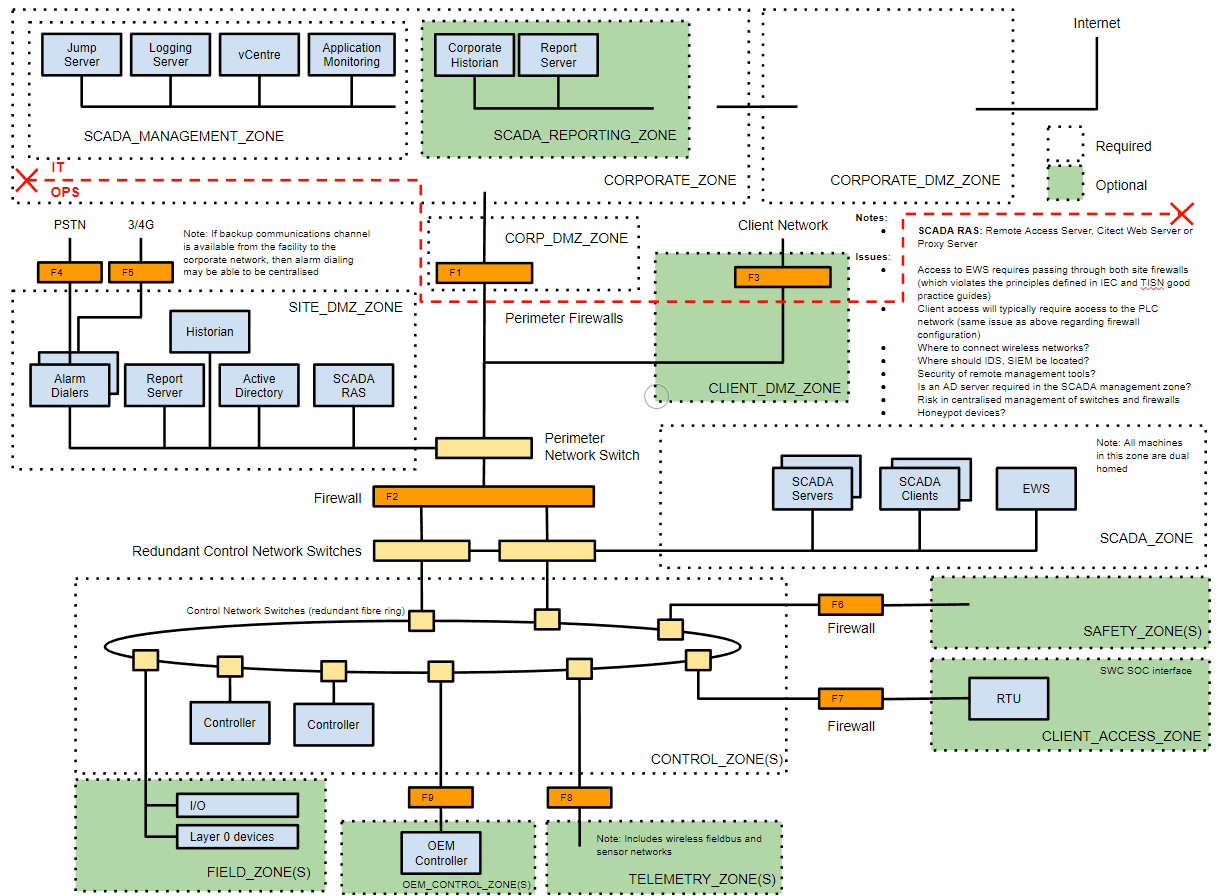 Jump
Server
Logging
Server
vCentre
Application
Monitoring
SCADA_MANAGEMENT_ZONE
Corporate
Historian
Report
Server
SCADA_REPORTING_ZONE
CORPORATE_ZONE
CORPORATE_DMZ_ZONE
Internet
Required
Optional
IT
OPS
PSTN
3/4G
Note: If backup communications channel
is available from the facility to the
corporate network, then alarm dialing
may be able to be centralised
F4
F5
CORP_DMZ_ZONE
F1
Perimeter Firewalls
Client Network
F3
CLIENT_DMZ_ZONE
Notes:
SCADA RAS: Remote Access Server, Citect Web Server or
Proxy Server
Issues:
Access to EWS requires passing through both site firewalls
(which violates the principles defined in IEC and TISN good
practice guides)
Client access will typically require access to the PLC
network (same issue as above regarding firewall
configuration)
Where to connect wireless networks?
Where should IDS, SIEM be located?
Security of remote management tools?
Is an AD server required in the SCADA management zone?
Risk in centralised management of switches and firewalls
Honeypot devices?
SITE_DMZ_ZONE
Historian
Alarm
Dialers
Report
Server
Active
Directory
SCADA
RAS
Perimeter
Network Switch
Firewall
F2
Redundant Control Network Switches
Note: All machines
in this zone are dual
homed
SCADA
Servers
SCADA
Clients
EWS
SCADA_ZONE
Control Network Switches (redundant fibre ring)
Controller
Controller
CONTROL_ZONE(S)
F6
Firewall
SAFETY_ZONE(S)
F7
Firewall
SWC SOC interface
RTU
CLIENT_ACCESS_ZONE
I/O
Layer 0 devices
FIELD_ZONE(S)
F9
OEM
Controller
OEM_CONTROL_ZONE(S)
F8
Note: Includes wireless fieldbus and
sensor networks
TELEMETRY_ZONE(S)